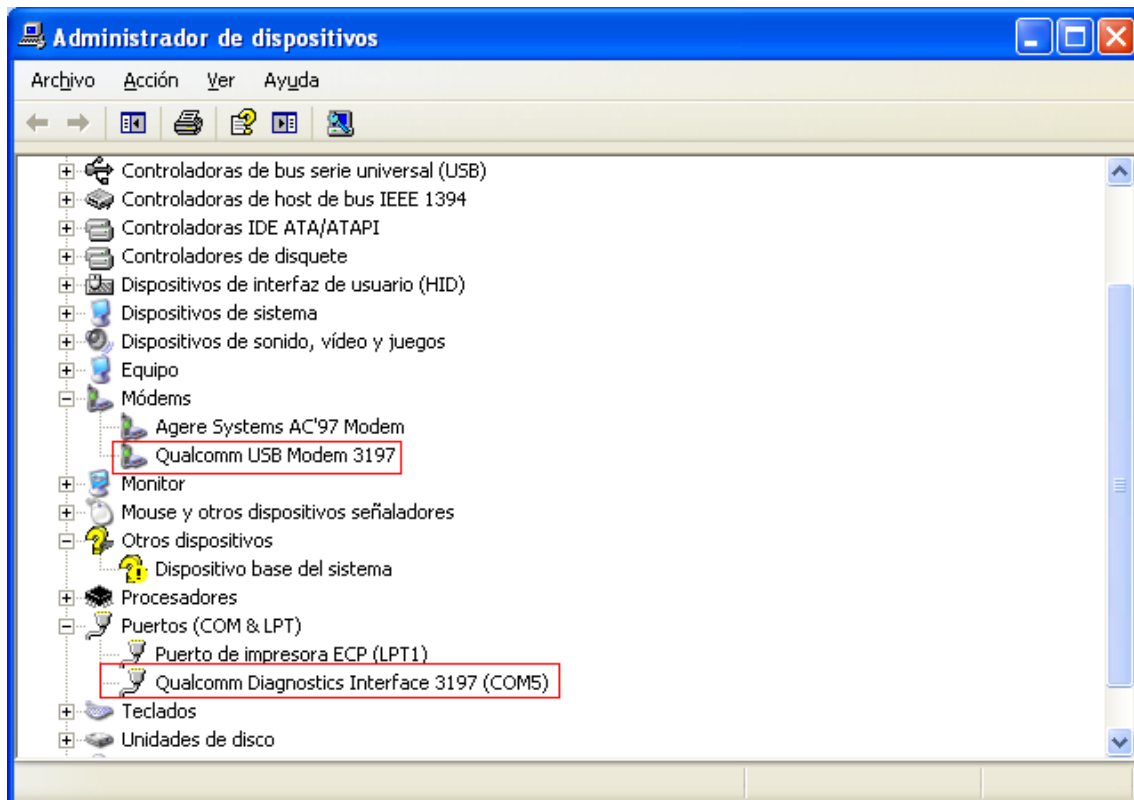 Administrador de dispositivos
Archivo Acción Ver Ayuda
Controladoras de bus serie universal (USB)
Controladoras de host de bus IEEE 1394
Controladoras IDE ATA/ATAPI
Controladores de disquete
Dispositivos de interfaz de usuario (HID)
Dispositivos de sistema
Dispositivos de sonido, vídeo y juegos
Equipo
Módems
Agere Systems AC'97 Modem
Qualcomm USB Modem 3197
Monitor
Mouse y otros dispositivos señaladores
Otros dispositivos
Dispositivo base del sistema
Procesadores
Puertos (COM & LPT)
Puerto de impresora ECP (LPT1)
Qualcomm Diagnostics Interface 3197 (COM5)
Teclados
Unidades de disco